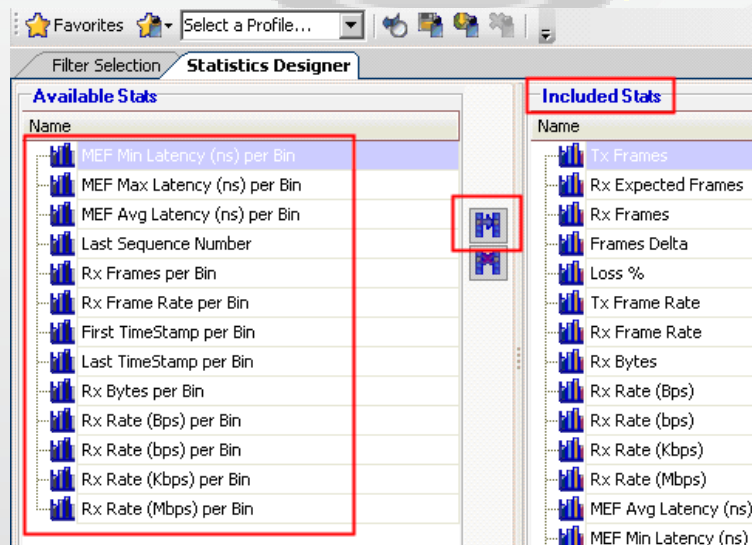 Favorites Select a Profile...
Filter Selection Statistics Designer
Available Stats
Name
MEF Min Latency (ns) per Bin
MEF Max Latency (ns) per Bin
MEF Avg Latency (ns) per Bin
Last Sequence Number
Rx Frames per Bin
Rx Frame Rate per Bin
First TimeStamp per Bin
Last TimeStamp per Bin
Rx Bytes per Bin
Rx Rate (Bps) per Bin
Rx Rate (bps) per Bin
Rx Rate (Kbps) per Bin
Rx Rate (Mbps) per Bin
Included Stats
Name
Tx Frames
Rx Expected Frames
Rx Frames
Frames Delta
Loss %
Tx Frame Rate
Rx Frame Rate
Rx Bytes
Rx Rate (Bps)
Rx Rate (bps)
Rx Rate (Kbps)
Rx Rate (Mbps)
MEF Avg Latency (ns)
MEF Min Latency (ns)